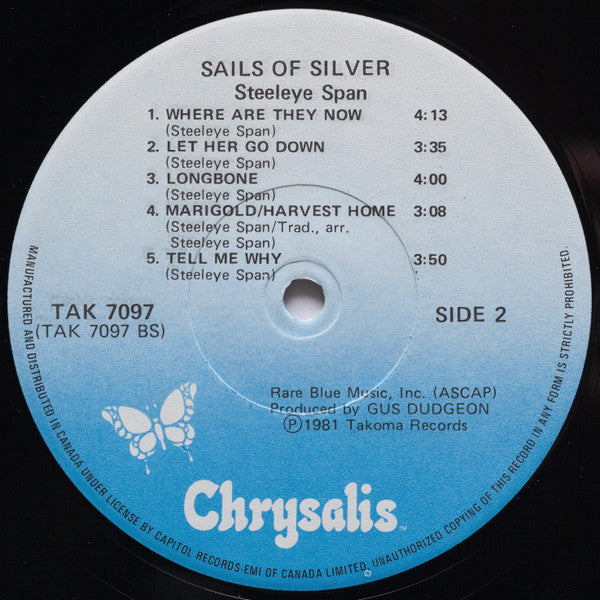 SAILS OF SILVER
Steeleye Span
1. WHERE ARE THEY NOW 4:13
(Steeleye Span)
2. LET HER GO DOWN 3:35
(Steeleye Span)
3. LONGBONE 4:00
(Steeleye Span)
4. MARIGOLD/HARVEST HOME 3:08
(Steeleye Span/Trad., arr.
Steeleye Span)
5. TELL ME WHY 3:50
(Steeleye Span)
TAK 7097
(TAK 7097 BS)
SIDE 2
Rare Blue Music, Inc. (ASCAP)
Produced by GUS DUDGEON
Ⓟ1981 Takoma Records
Chrysalis™
MANUFACTURED AND DISTRIBUTED IN CANADA UNDER LICENSE BY CAPITOL RECORDS-EMI OF CANADA LIMITED. UNAUTHORIZED COPYING OF THIS RECORD IN ANY FORM IS STRICTLY PROHIBITED.